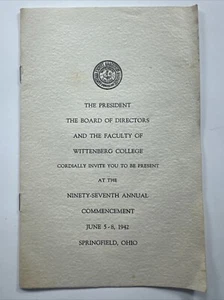 THE PRESIDENT
THE BOARD OF DIRECTORS
AND THE FACULTY OF
WITTENBERG COLLEGE
CORDIALLY INVITE YOU TO BE PRESENT
AT THE
NINETY-SEVENTH ANNUAL
COMMENCEMENT
JUNE 5-8, 1942
SPRINGFIELD, OHIO